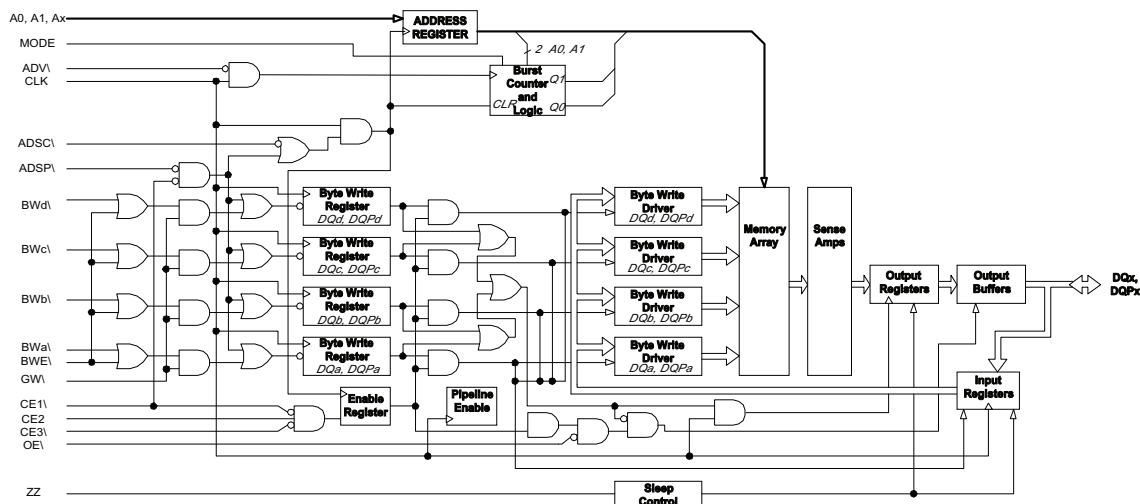 A0, A1, Ax
MODE
ADV\
CLK
ADSC\
ADSP\
BWd\
BWc\
BWb\
BWa\
BWE\
GW\
CE1\
CE2
CE3\
OE\
ZZ
ADDRESS
REGISTER
2 A0, A1
Burst
Counter
and
Logic
Q1
CLR
Q0
Byte Write
Register
DQd, DQPd
Byte Write
Register
DQc, DQPc
Byte Write
Register
DQb, DQPb
Byte Write
Register
DQa, DQPa
Enable
Register
Pipeline
Enable
Byte Write
Driver
DQd, DQPd
Byte Write
Driver
DQc, DQPc
Byte Write
Driver
DQb, DQPb
Byte Write
Driver
DQa, DQPa
Memory
Array
Sense
Amps
Output
Registers
Output
Buffers
DQx,
DQPx
Input
Registers
Sleep
Control